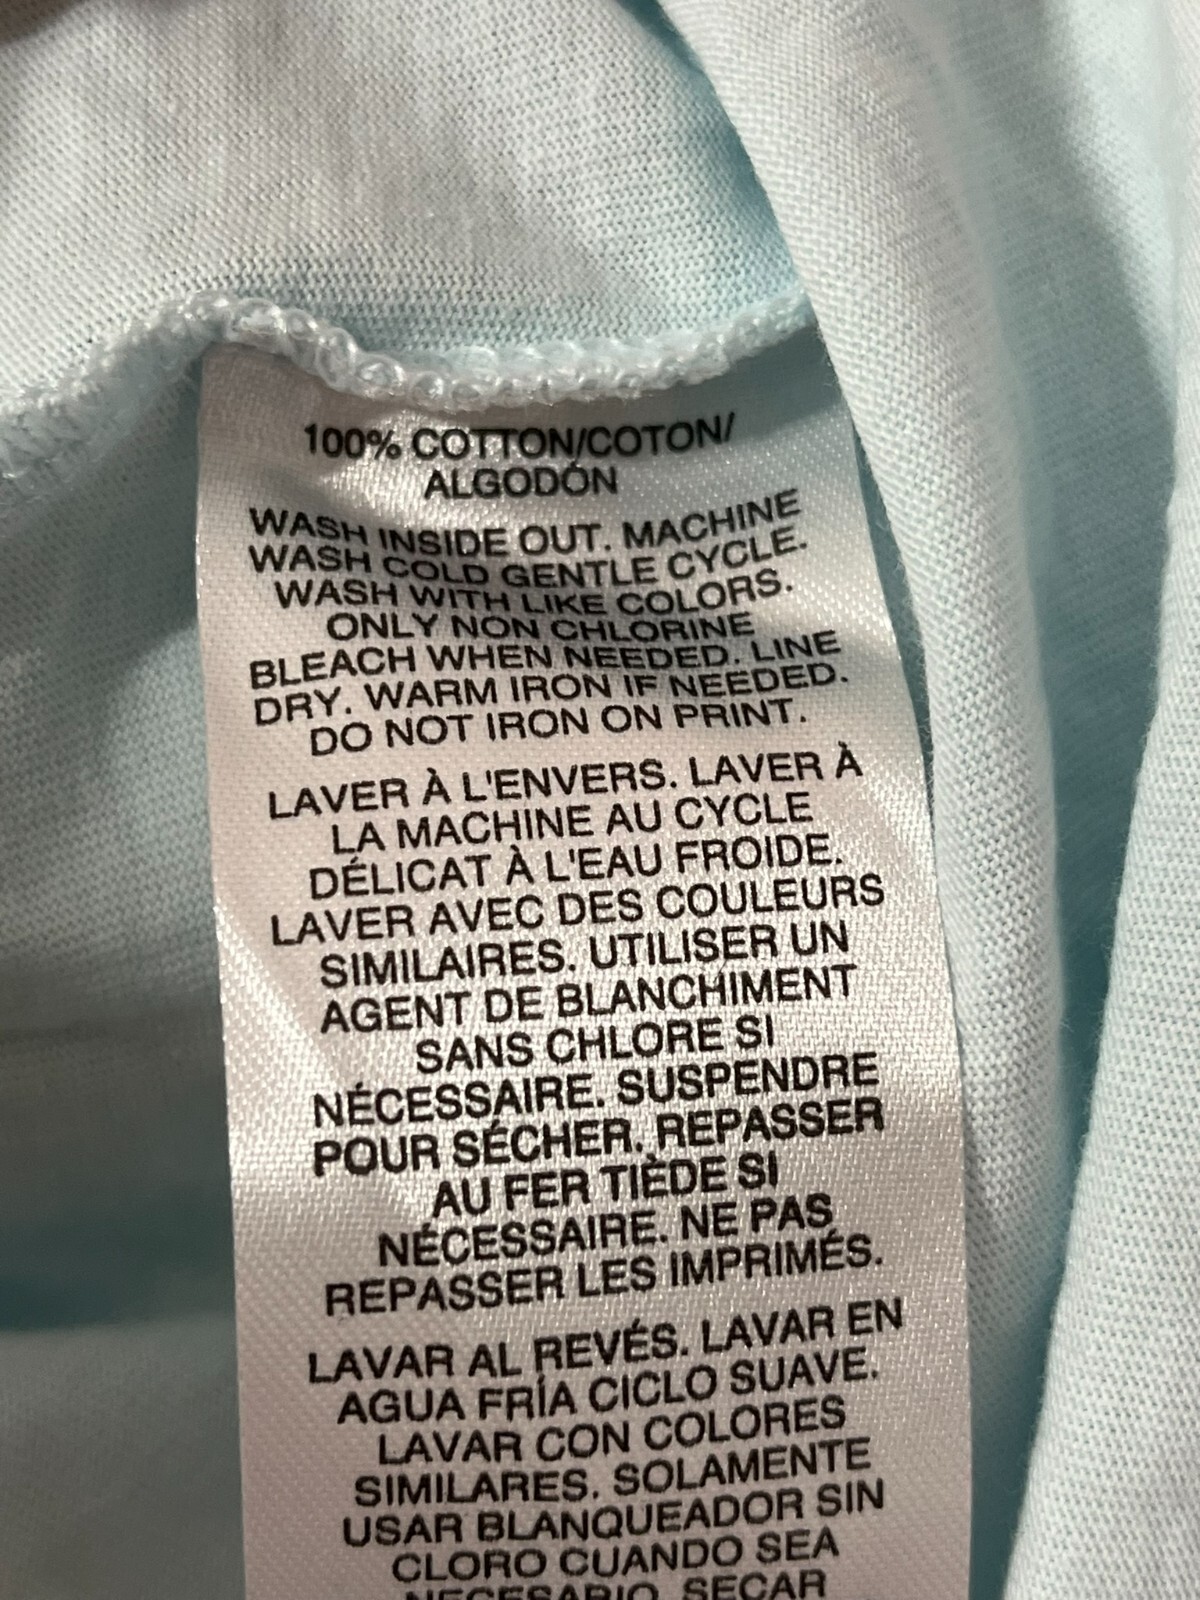 100% COTTON/COTON/
ALGODÓN
WASH INSIDE OUT. MACHINE
WASH COLD GENTLE CYCLE.
WASH WITH LIKE COLORS.
ONLY NON CHLORINE
BLEACH WHEN NEEDED. LINE
DRY. WARM IRON IF NEEDED.
DO NOT IRON ON PRINT.
LAVER À L'ENVERS. LAVER À
LA MACHINE AU CYCLE
DÉLICAT À L'EAU FROIDE.
LAVER AVEC DES COULEURS
SIMILAIRES. UTILISER UN
AGENT DE BLANCHIMENT
SANS CHLORE SI
NÉCESSAIRE. SUSPENDRE
POUR SÉCHER. REPASSER
AU FER TIÈDE SI
NÉCESSAIRE. NE PAS
REPASSER LES IMPRIMÉS.
LAVAR AL REVÉS. LAVAR EN
AGUA FRÍA CICLO SUAVE.
LAVAR CON COLORES
SIMILARES. SOLAMENTE
USAR BLANQUEADOR SIN
CLORO CUANDO SEA
NECESARIO. SECAR